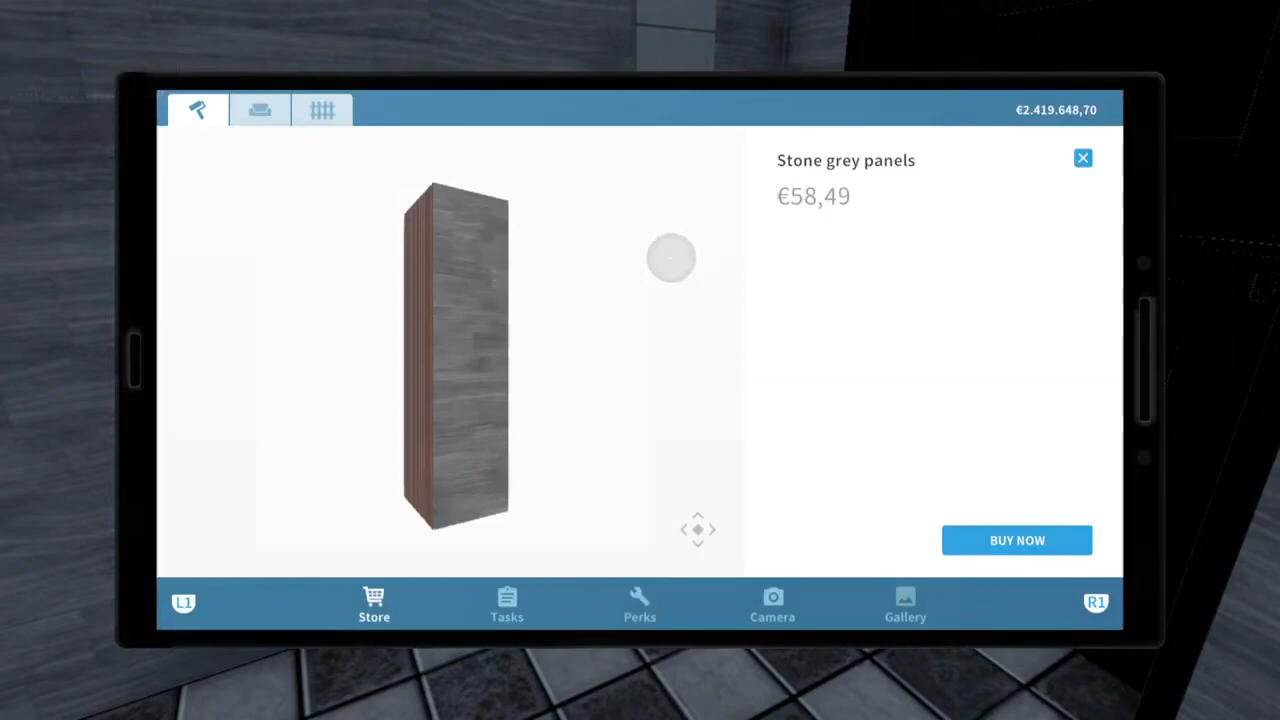 €2.419.648,70
Stone grey panels
€58,49
BUY NOW
L1
Store
Tasks
Perks
Camera
Gallery
R1